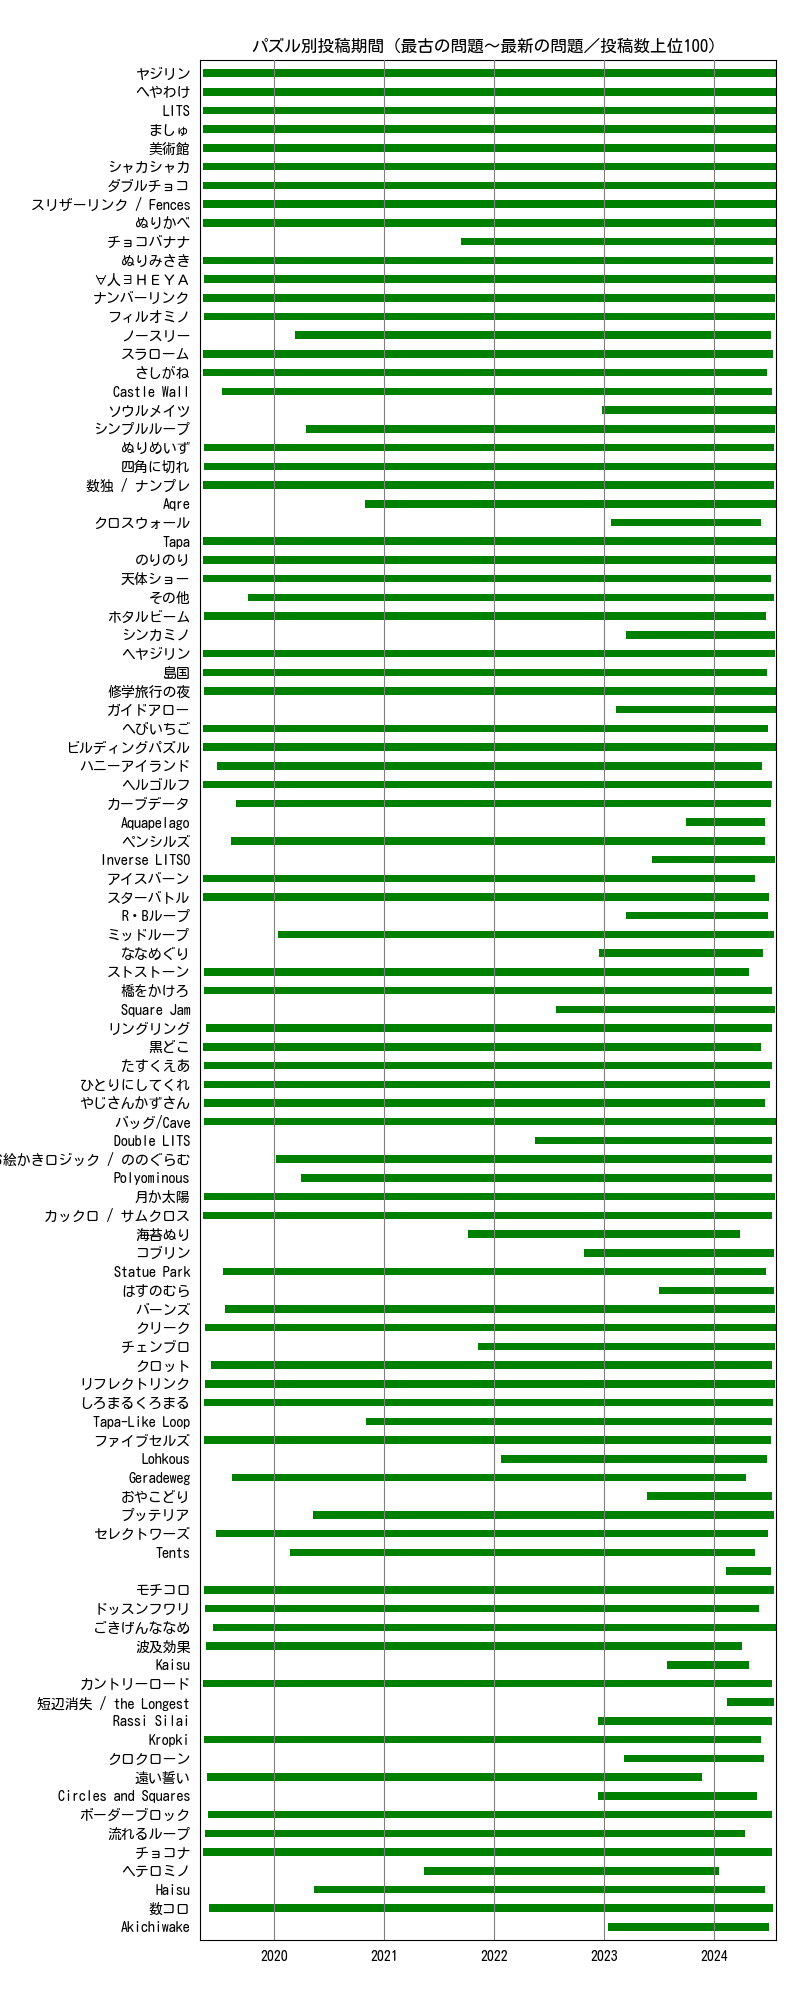 パズル別投稿期間（最古の問題～最新の問題／投稿数上位100）
ヤジリン
へやわけ
LITS
ましゅ
美術館
シャカシャカ
ダブルチョコ
スリザーリンク / Fences
ぬりかべ
チョコバナナ
ぬりみさき
∀人∃ＨＥＹＡ
ナンバーリンク
フィルオミノ
ノースリー
スラローム
さしがね
Castle Wall
ソウルメイツ
シンプルループ
ぬりめいず
四角に切れ
数独 / ナンプレ
Aqre
クロスウォール
Tapa
のりのり
天体ショー
その他
ホタルビーム
シンカミノ
ヘヤジリン
島国
修学旅行の夜
ガイドアロー
へびいちご
ビルディングパズル
ハニーアイランド
ヘルゴルフ
カーブデータ
Aquapelago
ペンシルズ
Inverse LITSO
アイスバーン
スターバトル
R・Bループ
ミッドループ
ななめぐり
ストストーン
橋をかけろ
Square Jam
リングリング
黒どこ
たすくえあ
ひとりにしてくれ
やじさんかずさん
バッグ/Cave
Double LITS
絵かきロジック / ののぐらむ
Polyominous
月か太陽
カックロ / サムクロス
海苔ぬり
コブリン
Statue Park
はすのむら
バーンズ
クリーク
チェンブロ
クロット
リフレクトリンク
しろまるくろまる
Tapa-Like Loop
ファイブセルズ
Lohkous
Geradeweg
おやこどり
プッテリア
セレクトワーズ
Tents
モチコロ
ドッスンフワリ
ごきげんななめ
波及効果
Kaisu
カントリーロード
短辺消失 / the Longest
Rassi Silai
Kropki
クロクローン
遠い誓い
Circles and Squares
ボーダーブロック
流れるループ
チョコナ
ヘテロミノ
Haisu
数コロ
Akichiwake
2020 2021 2022 2023 2024